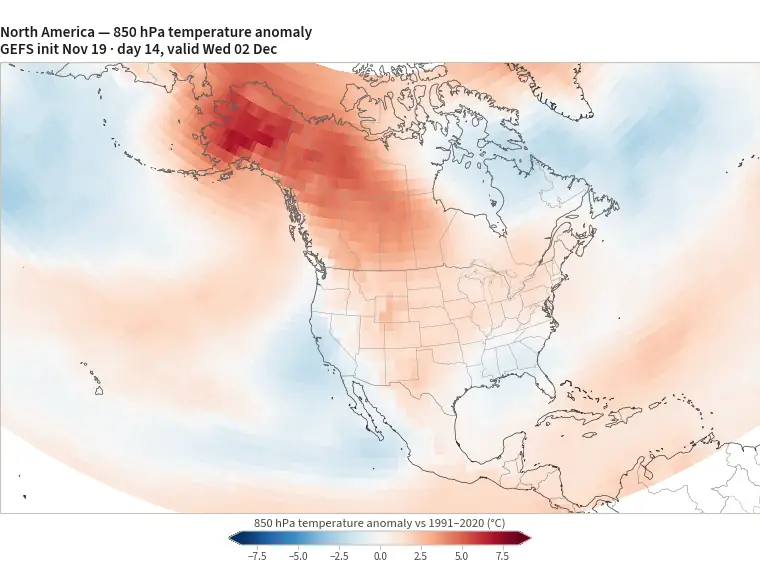 North America — 850 hPa temperature anomaly
GEFS init Nov 19 · day 14, valid Wed 02 Dec
850 hPa temperature anomaly vs 1991–2020 (°C)
−7.5 −5.0 −2.5 0.0 2.5 5.0 7.5